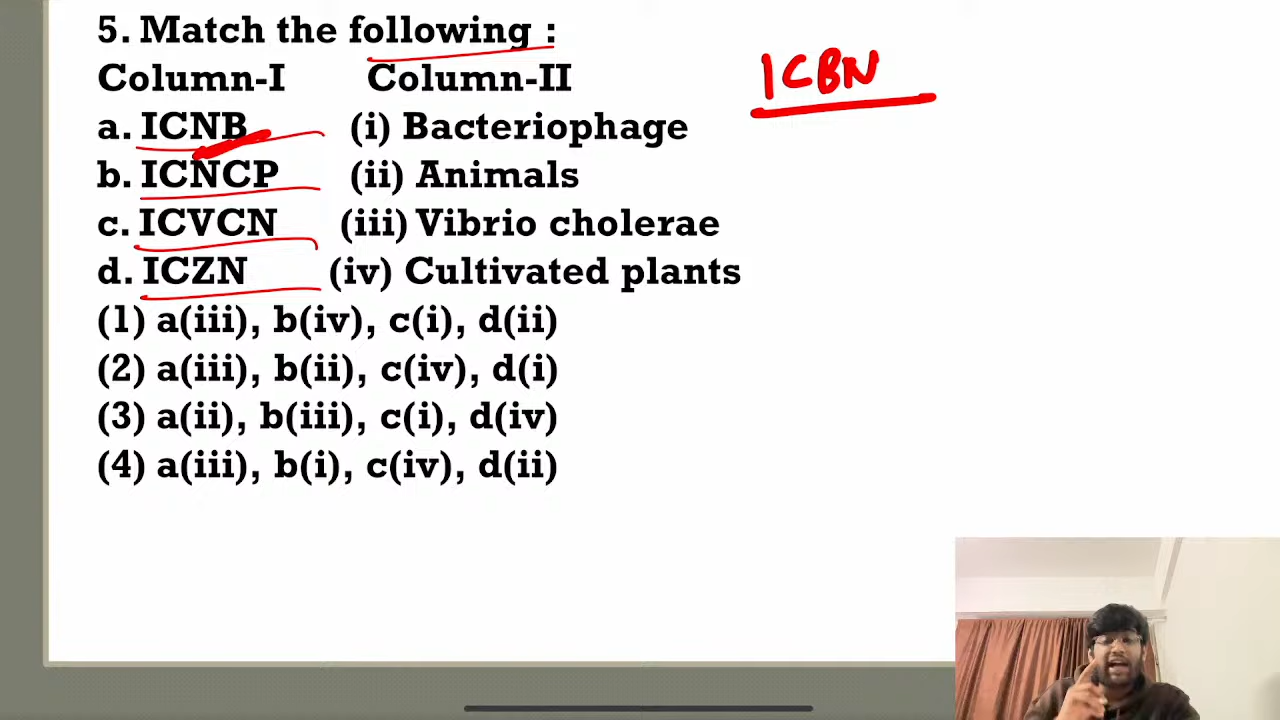 5. Match the following :
Column-I Column-II
ICBN
a. ICNB (i) Bacteriophage
b. ICNCP (ii) Animals
c. ICVCN (iii) Vibrio cholerae
d. ICZN (iv) Cultivated plants
(1) a(iii), b(iv), c(i), d(ii)
(2) a(iii), b(ii), c(iv), d(i)
(3) a(ii), b(iii), c(i), d(iv)
(4) a(iii), b(i), c(iv), d(ii)